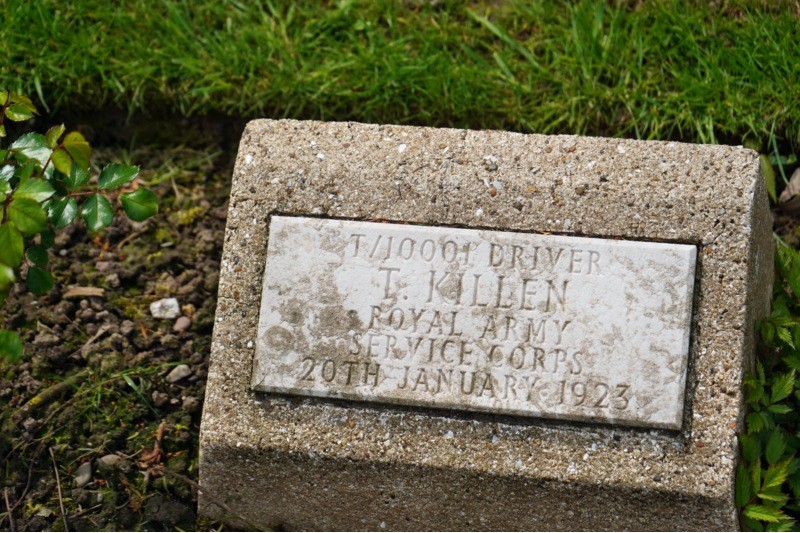 T/10001 DRIVER
T. KILLEN
ROYAL ARMY
SERVICE CORPS
20TH JANUARY 1923